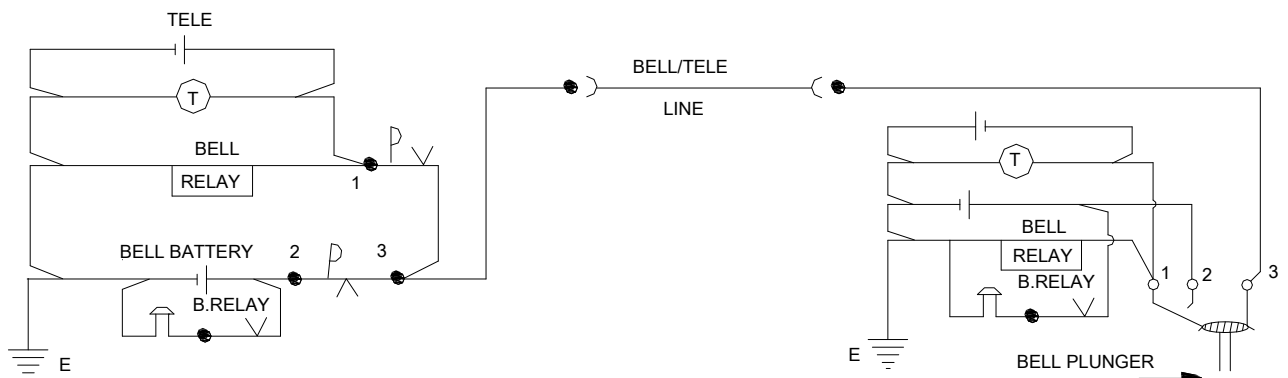 TELE
T
BELL
RELAY
P
1
BELL BATTERY
2
P
3
B.RELAY
E
BELL/TELE
LINE
T
BELL
RELAY
B.RELAY
1
2
3
E
BELL PLUNGER